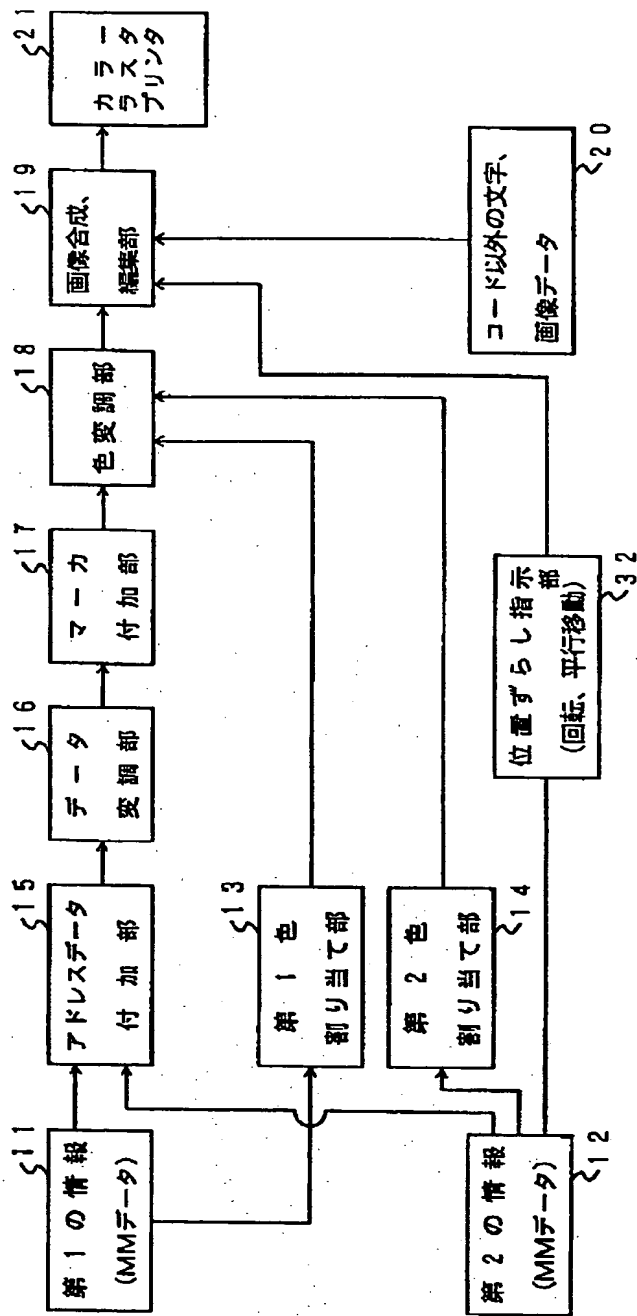 11
第1の情報
(MMデータ)
15
アドレスデータ
付加部
16
データ
変調部
17
マーカ
付加部
18
色変調部
19
画像合成、
編集部
21
カラー
ラスタ
プリンタ
13
第1色
割り当て部
第2色
割り当て部
14
第2の情報
(MMデータ)
12
位置ずらし指示部
(回転、平行移動)
32
コード以外の文字、
画像データ
20